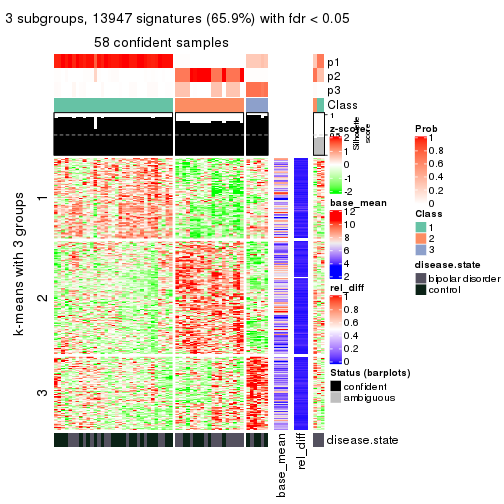 3 subgroups, 13947 signatures (65.9%) with fdr < 0.05
58 confident samples
p1
p2
p3
Class
1
Silhouette
score
k-means with 3 groups
1
2
3
base_mean
rel_diff
disease.state
z-score
2
1
0
-1
-2
base_mean
12
10
8
6
4
2
rel_diff
1
0.8
0.6
0.4
0.2
0
Status (barplots)
confident
ambiguous
Prob
1
0.8
0.6
0.4
0.2
0
Class
1
2
3
disease.state
bipolar disorder
control